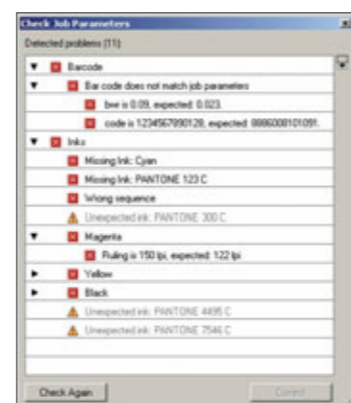 Check Job Parameters
Detected problems (11):
Barcode
Bar code does not match job parameters
bwr is 0.09, expected: 0.023.
code is 1234567890128, expected: 8886008101091.
Inks
Missing Ink: Cyan
Missing Ink: PANTONE 123 C
Wrong sequence
Unexpected ink: PANTONE 300 C
Magenta
Ruling is 150 lpi, expected: 122 lpi
Yellow
Black
Unexpected ink: PANTONE 4495 C
Unexpected ink: PANTONE 7546 C
Check Again Correct